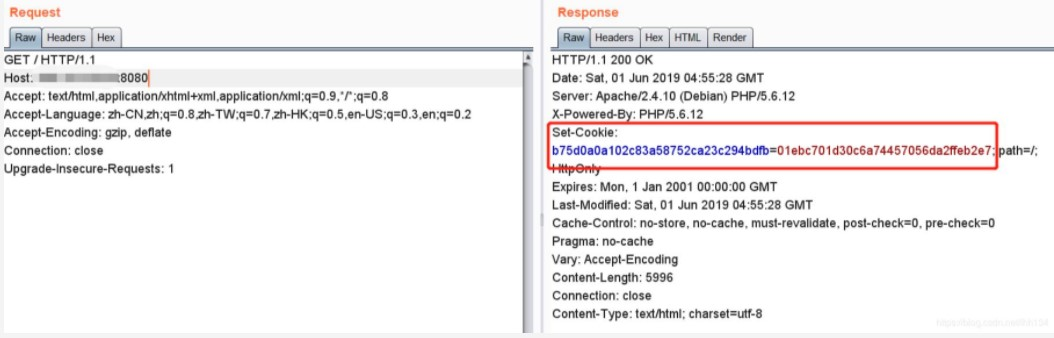 Request
Raw Headers Hex
GET / HTTP/1.1
Host: :8080
Accept: text/html,application/xhtml+xml,application/xml;q=0.9,*/*;q=0.8
Accept-Language: zh-CN,zh;q=0.8,zh-TW;q=0.7,zh-HK;q=0.5,en-US;q=0.3,en;q=0.2
Accept-Encoding: gzip, deflate
Connection: close
Upgrade-Insecure-Requests: 1
Response
Raw Headers Hex HTML Render
HTTP/1.1 200 OK
Date: Sat, 01 Jun 2019 04:55:28 GMT
Server: Apache/2.4.10 (Debian) PHP/5.6.12
X-Powered-By: PHP/5.6.12
Set-Cookie:
b75d0a0a102c83a58752ca23c294bdfb=01ebc701d30c6a74457056da2ffeb2e7; path=/;
HttpOnly
Expires: Mon, 1 Jan 2001 00:00:00 GMT
Last-Modified: Sat, 01 Jun 2019 04:55:28 GMT
Cache-Control: no-store, no-cache, must-revalidate, post-check=0, pre-check=0
Pragma: no-cache
Vary: Accept-Encoding
Content-Length: 5996
Connection: close
Content-Type: text/html; charset=utf-8